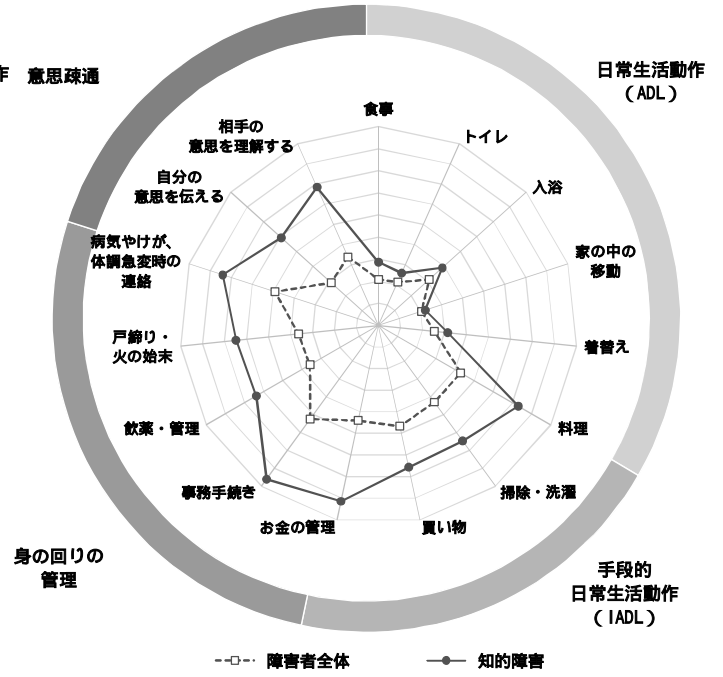 作
意思疎通
日常生活動作
（ADL）
食事
トイレ
入浴
家の中の
移動
着替え
料理
掃除・洗濯
買い物
お金の管理
事務手続き
飲薬・管理
戸締り・
火の始末
病気やけが、
体調急変時の
連絡
自分の
意思を伝える
相手の
意思を理解する
身の回りの
管理
手段的
日常生活動作
（IADL）
障害者全体
知的障害